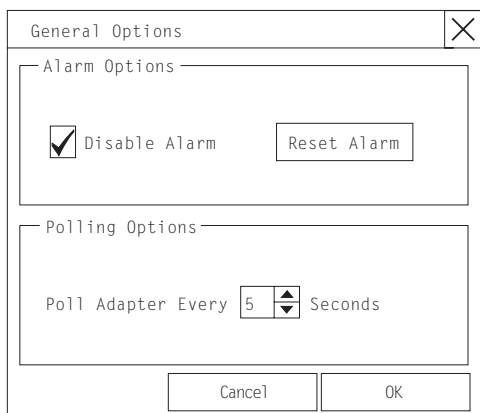 General Options
Alarm Options
Disable Alarm Reset Alarm
Polling Options
Poll Adapter Every 5 Seconds
Cancel OK